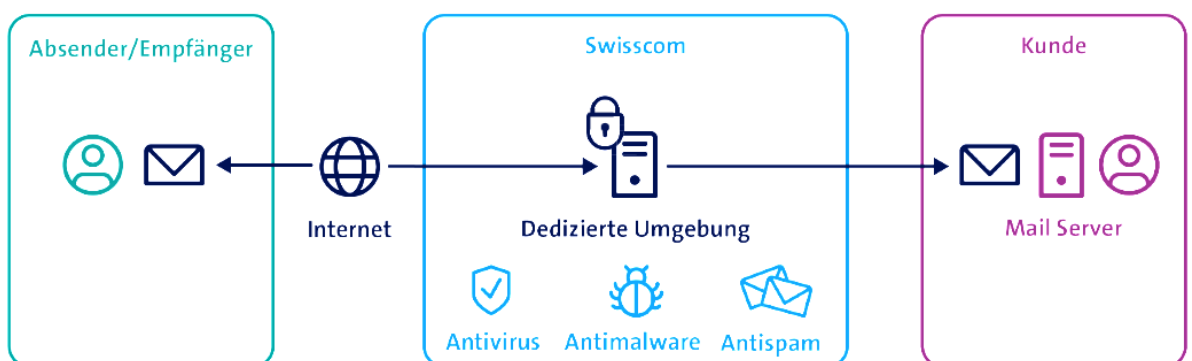 Absender/Empfänger
Swisscom
Kunde
Internet
Dedizierte Umgebung
Mail Server
Antivirus
Antimalware
Antispam